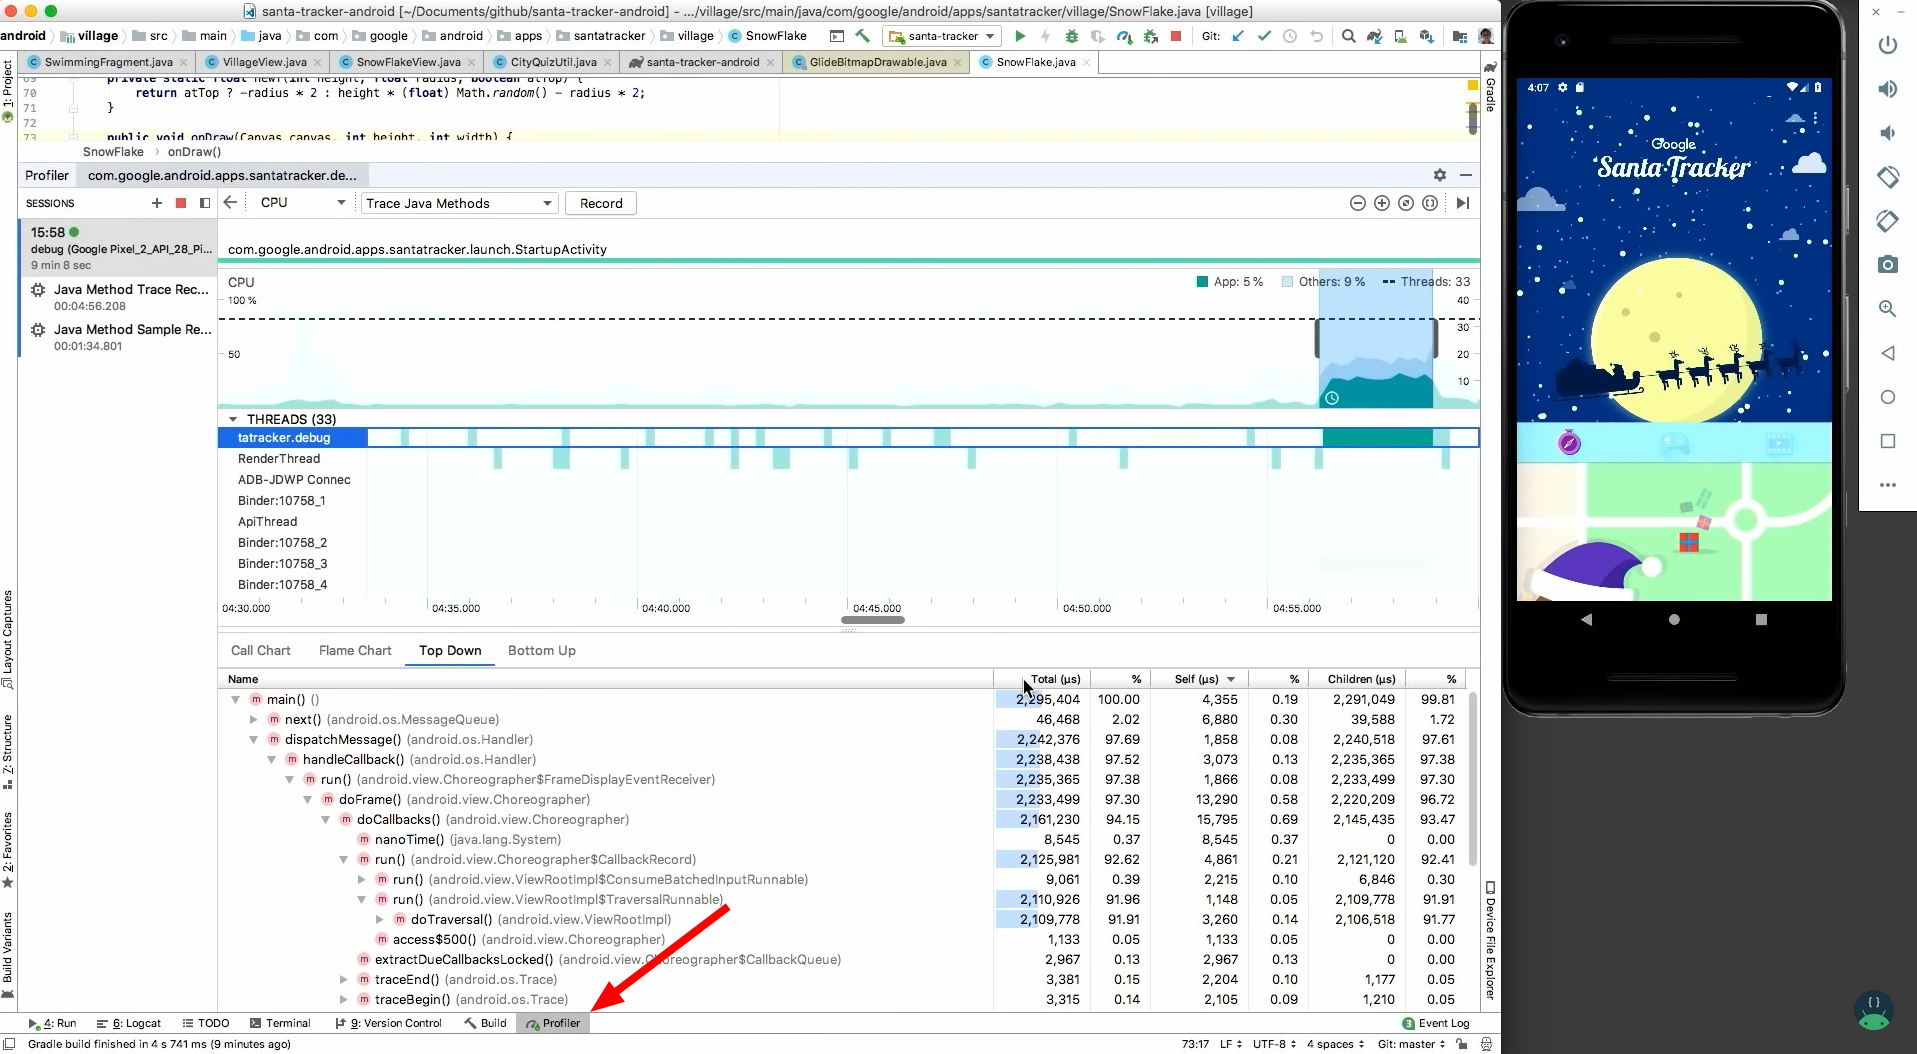 santa-tracker-android [~/Documents/github/santa-tracker-android] - .../village/src/main/java/com/google/android/apps/santatracker/village/SnowFlake.java [village]
android village src main java com google android apps santatracker village SnowFlake santa-tracker Git:
SwimmingFragment.java VillageView.java SnowFlakeView.java CityQuizUtil.java santa-tracker-android GlideBitmapDrawable.java SnowFlake.java
69 private static float newY(int height, float radius, boolean atTop) {
70 return atTop ? -radius * 2 : height * (float) Math.random() - radius * 2;
71 }
72
73 public void onDraw(Canvas canvas, int height, int width) {
SnowFlake onDraw()
Profiler com.google.android.apps.santatracker.de...
SESSIONS CPU Trace Java Methods Record
15:58
debug (Google Pixel_2_API_28_Pi...
9 min 8 sec
Java Method Trace Rec...
00:04:56.208
Java Method Sample Re...
00:01:34.801
com.google.android.apps.santatracker.launch.StartupActivity
CPU App: 5 % Others: 9 % Threads: 33
100 % 40
30
50 20
10
THREADS (33)
tatracker.debug
RenderThread
ADB-JDWP Connec
Binder:10758_1
ApiThread
Binder:10758_2
Binder:10758_3
Binder:10758_4
04:30.000 04:35.000 04:40.000 04:45.000 04:50.000 04:55.000
Call Chart Flame Chart Top Down Bottom Up
Name Total (µs) % Self (µs) % Children (µs) %
main() () 2,295,404 100.00 4,355 0.19 2,291,049 99.81
next() (android.os.MessageQueue) 46,468 2.02 6,880 0.30 39,588 1.72
dispatchMessage() (android.os.Handler) 2,242,376 97.69 1,858 0.08 2,240,518 97.61
handleCallback() (android.os.Handler) 2,238,438 97.52 3,073 0.13 2,235,365 97.38
run() (android.view.Choreographer$FrameDisplayEventReceiver) 2,235,365 97.38 1,866 0.08 2,233,499 97.30
doFrame() (android.view.Choreographer) 2,233,499 97.30 13,290 0.58 2,220,209 96.72
doCallbacks() (android.view.Choreographer) 2,161,230 94.15 15,795 0.69 2,145,435 93.47
nanoTime() (java.lang.System) 8,545 0.37 8,545 0.37 0 0.00
run() (android.view.Choreographer$CallbackRecord) 2,125,981 92.62 4,861 0.21 2,121,120 92.41
run() (android.view.ViewRootImpl$ConsumeBatchedInputRunnable) 9,061 0.39 2,215 0.10 6,846 0.30
run() (android.view.ViewRootImpl$TraversalRunnable) 2,110,926 91.96 1,148 0.05 2,109,778 91.91
doTraversal() (android.view.ViewRootImpl) 2,109,778 91.91 3,260 0.14 2,106,518 91.77
access$500() (android.view.Choreographer) 1,133 0.05 1,133 0.05 0 0.00
extractDueCallbacksLocked() (android.view.Choreographer$CallbackQueue) 2,967 0.13 2,967 0.13 0 0.00
traceEnd() (android.os.Trace) 3,381 0.15 2,204 0.10 1,177 0.05
traceBegin() (android.os.Trace) 3,315 0.14 2,105 0.09 1,210 0.05
4: Run 6: Logcat TODO Terminal 9: Version Control Build Profiler 3 Event Log
Gradle build finished in 4 s 741 ms (9 minutes ago) 73:17 LF UTF-8 4 spaces Git: master
1: Project
Layout Captures
7: Structure
2: Favorites
Build Variants
Gradle
Device File Explorer
4:07
Google
Santa Tracker